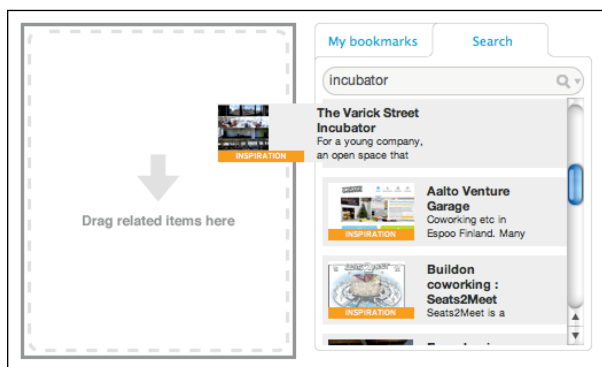 My bookmarks
Search
incubator
The Varick Street
Incubator
For a young company,
an open space that
INSPIRATION
Drag related items here
Aalto Venture
Garage
Coworking etc in
Espoo Finland. Many
INSPIRATION
Buildon
coworking :
Seats2Meet
Seats2Meet is a
INSPIRATION